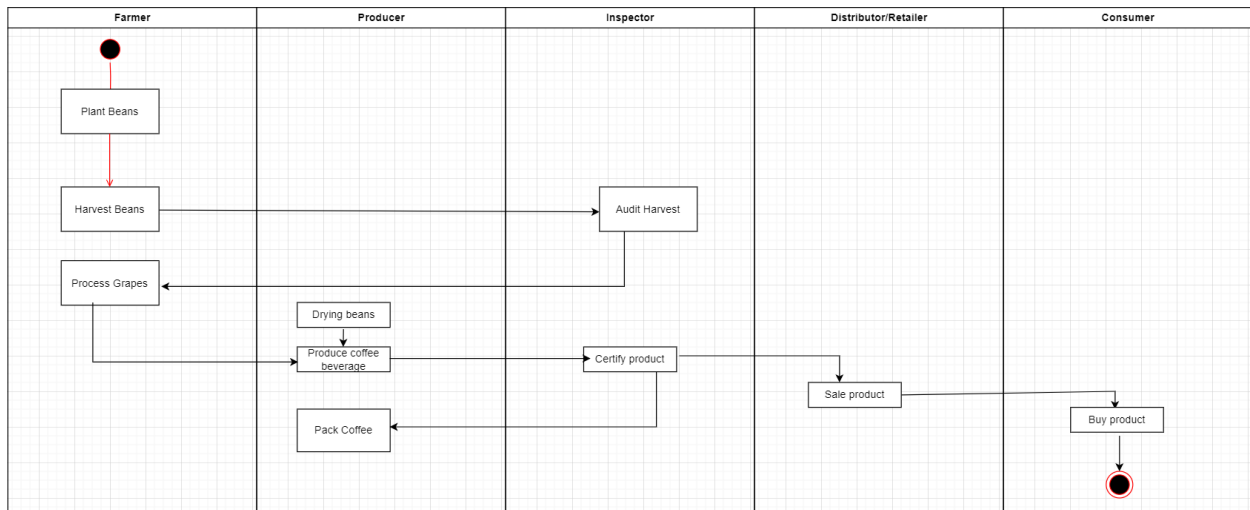 Farmer
Producer
Inspector
Distributor/Retailer
Consumer
Plant Beans
Harvest Beans
Audit Harvest
Process Grapes
Drying beans
Produce coffee
beverage
Certify product
Sale product
Buy product
Pack Coffee